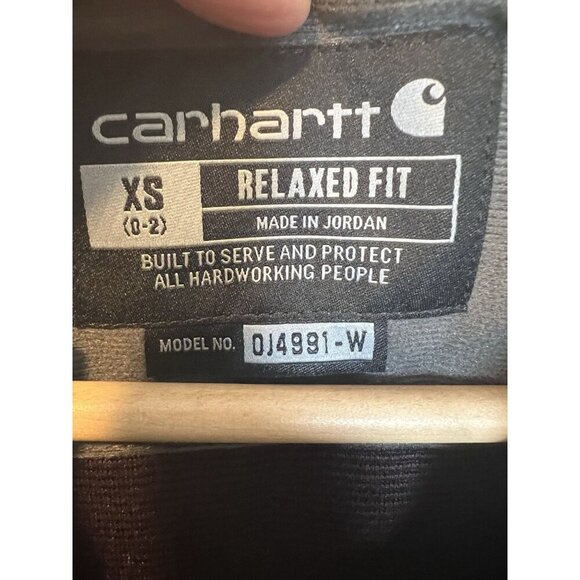 carhartt
XS
(0-2)
RELAXED FIT
MADE IN JORDAN
BUILT TO SERVE AND PROTECT
ALL HARDWORKING PEOPLE
MODEL NO. OJ4991-W